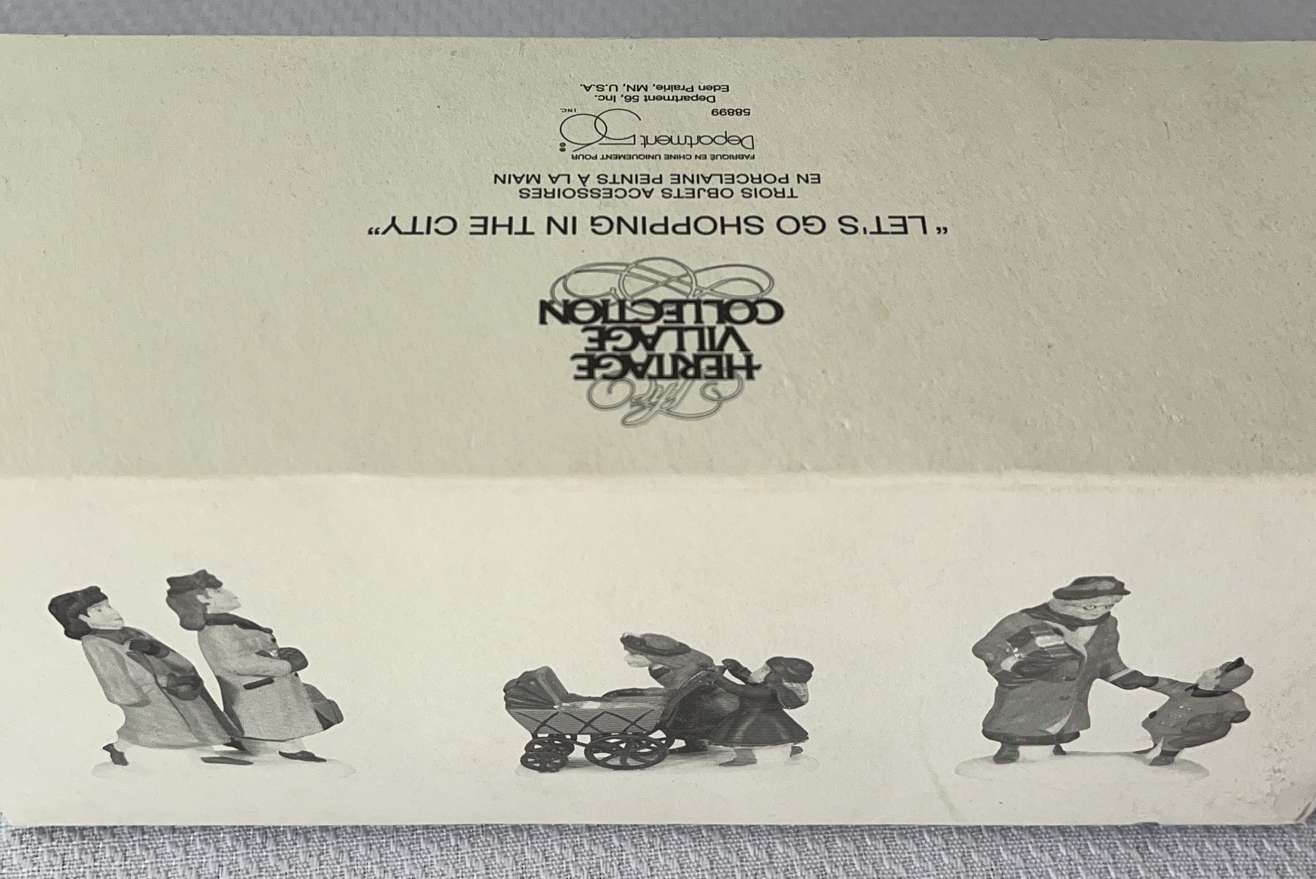 The
HERITAGE
VILLAGE
COLLECTION
"LET'S GO SHOPPING IN THE CITY"
TROIS OBJETS ACCESSOIRES
EN PORCELAINE PEINTS À LA MAIN
FABRIQUÉ EN CHINE UNIQUEMENT POUR
Department 56
INC.
58899
Department 56, Inc.
Eden Prairie, MN, U.S.A.